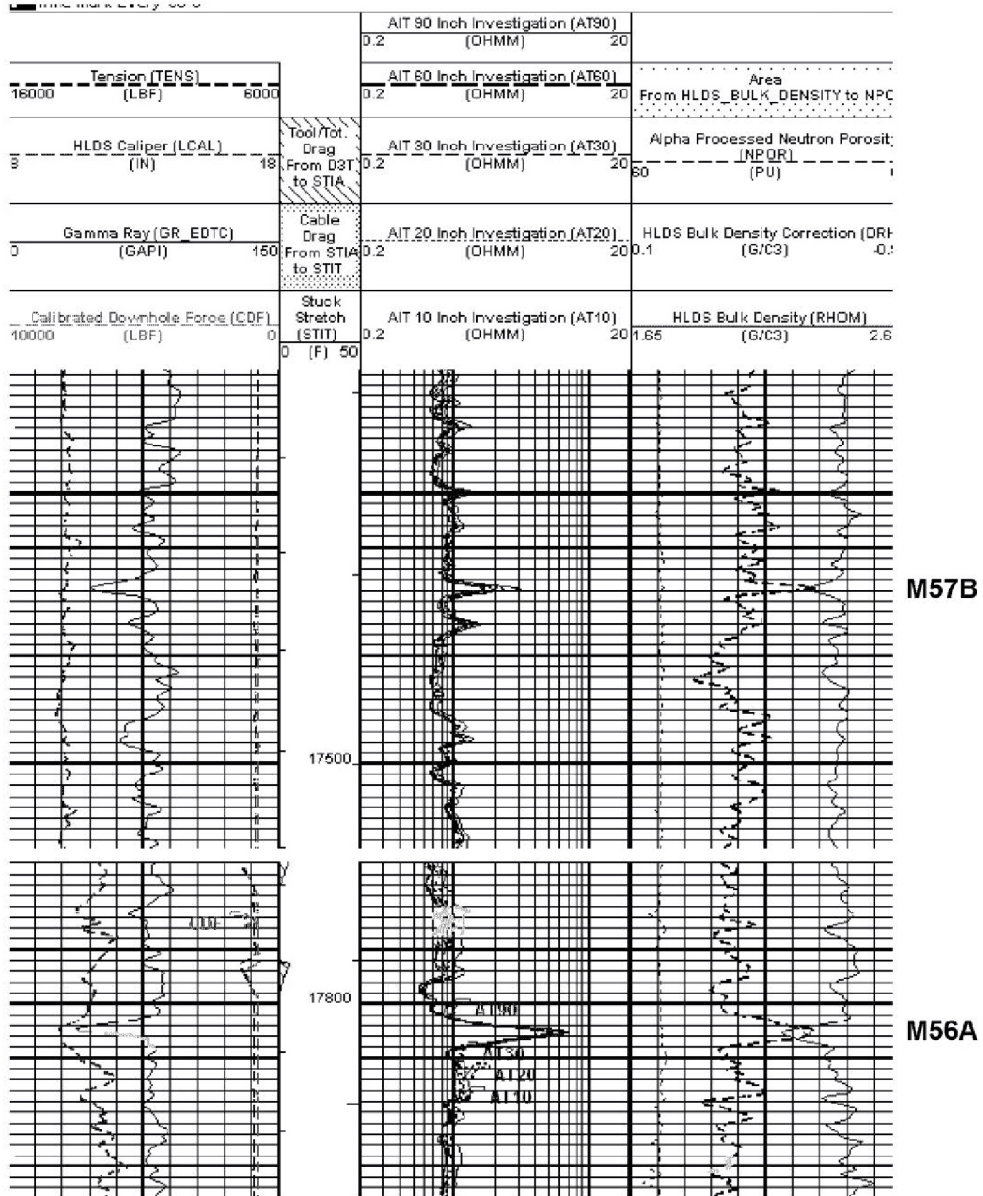 AIT 90 Inch Investigation (AT90)
0.2 (OHMM) 20
Tension (TENS)
16000 (LBF) 6000
AIT 60 Inch Investigation (AT60)
0.2 (OHMM) 20
Area
From HLDS_BULK_DENSITY to NPO
HLDS Caliper (LCAL)
8 (IN) 18
Tool/Tot.
Drag
From D3T
to STIA
AIT 30 Inch Investigation (AT30)
0.2 (OHMM) 20
Alpha Processed Neutron Porosit
(NPOR)
60 (PU)
Gamma Ray (GR_EDTC)
0 (GAPI) 150
Cable
Drag
From STIA
to STIT
AIT 20 Inch Investigation (AT20)
0.2 (OHMM) 20
HLDS Bulk Density Correction (DRH
0.1 (G/C3)
Calibrated Downhole Force (CDF)
10000 (LBF) 0
Stuck
Stretch
(STIT)
0 (F) 50
AIT 10 Inch Investigation (AT10)
0.2 (OHMM) 20
HLDS Bulk Density (RHOM)
1.65 (G/C3) 2.6
M57B
17500
17800
AT90
M56A
AT30
AT20
AT10